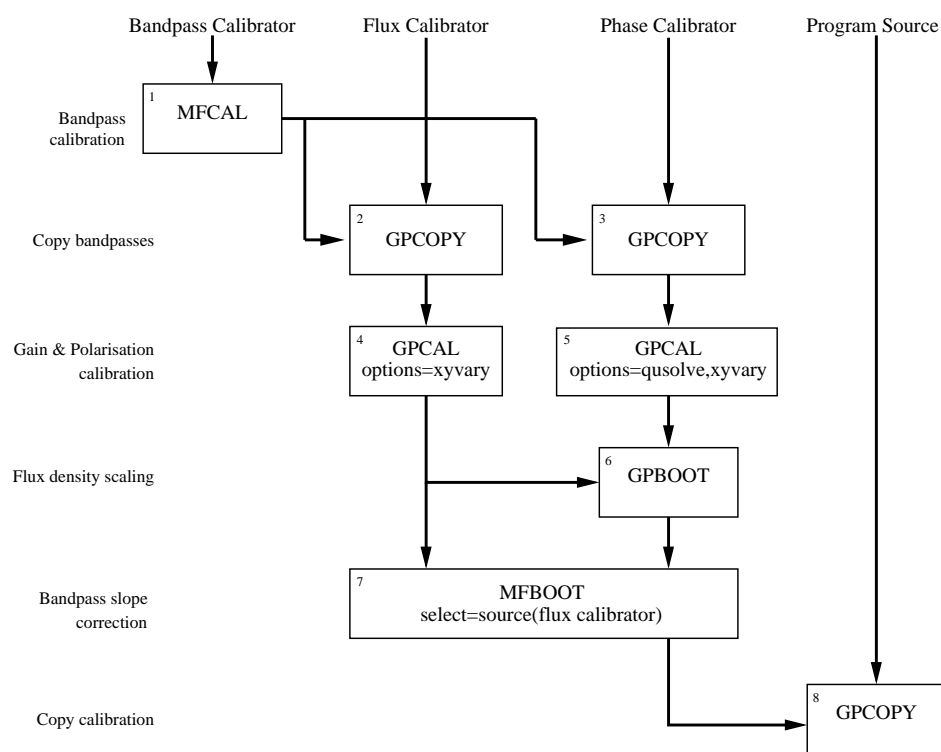 Bandpass Calibrator
Flux Calibrator
Phase Calibrator
Program Source
1
MFCAL
Bandpass
calibration
2
GPCOPY
3
GPCOPY
Copy bandpasses
4
GPCAL
options=xyvary
5
GPCAL
options=qusolve,xyvary
Gain & Polarisation
calibration
6
GPBOOT
Flux density scaling
7
MFBOOT
select=source(flux calibrator)
Bandpass slope
correction
8
GPCOPY
Copy calibration